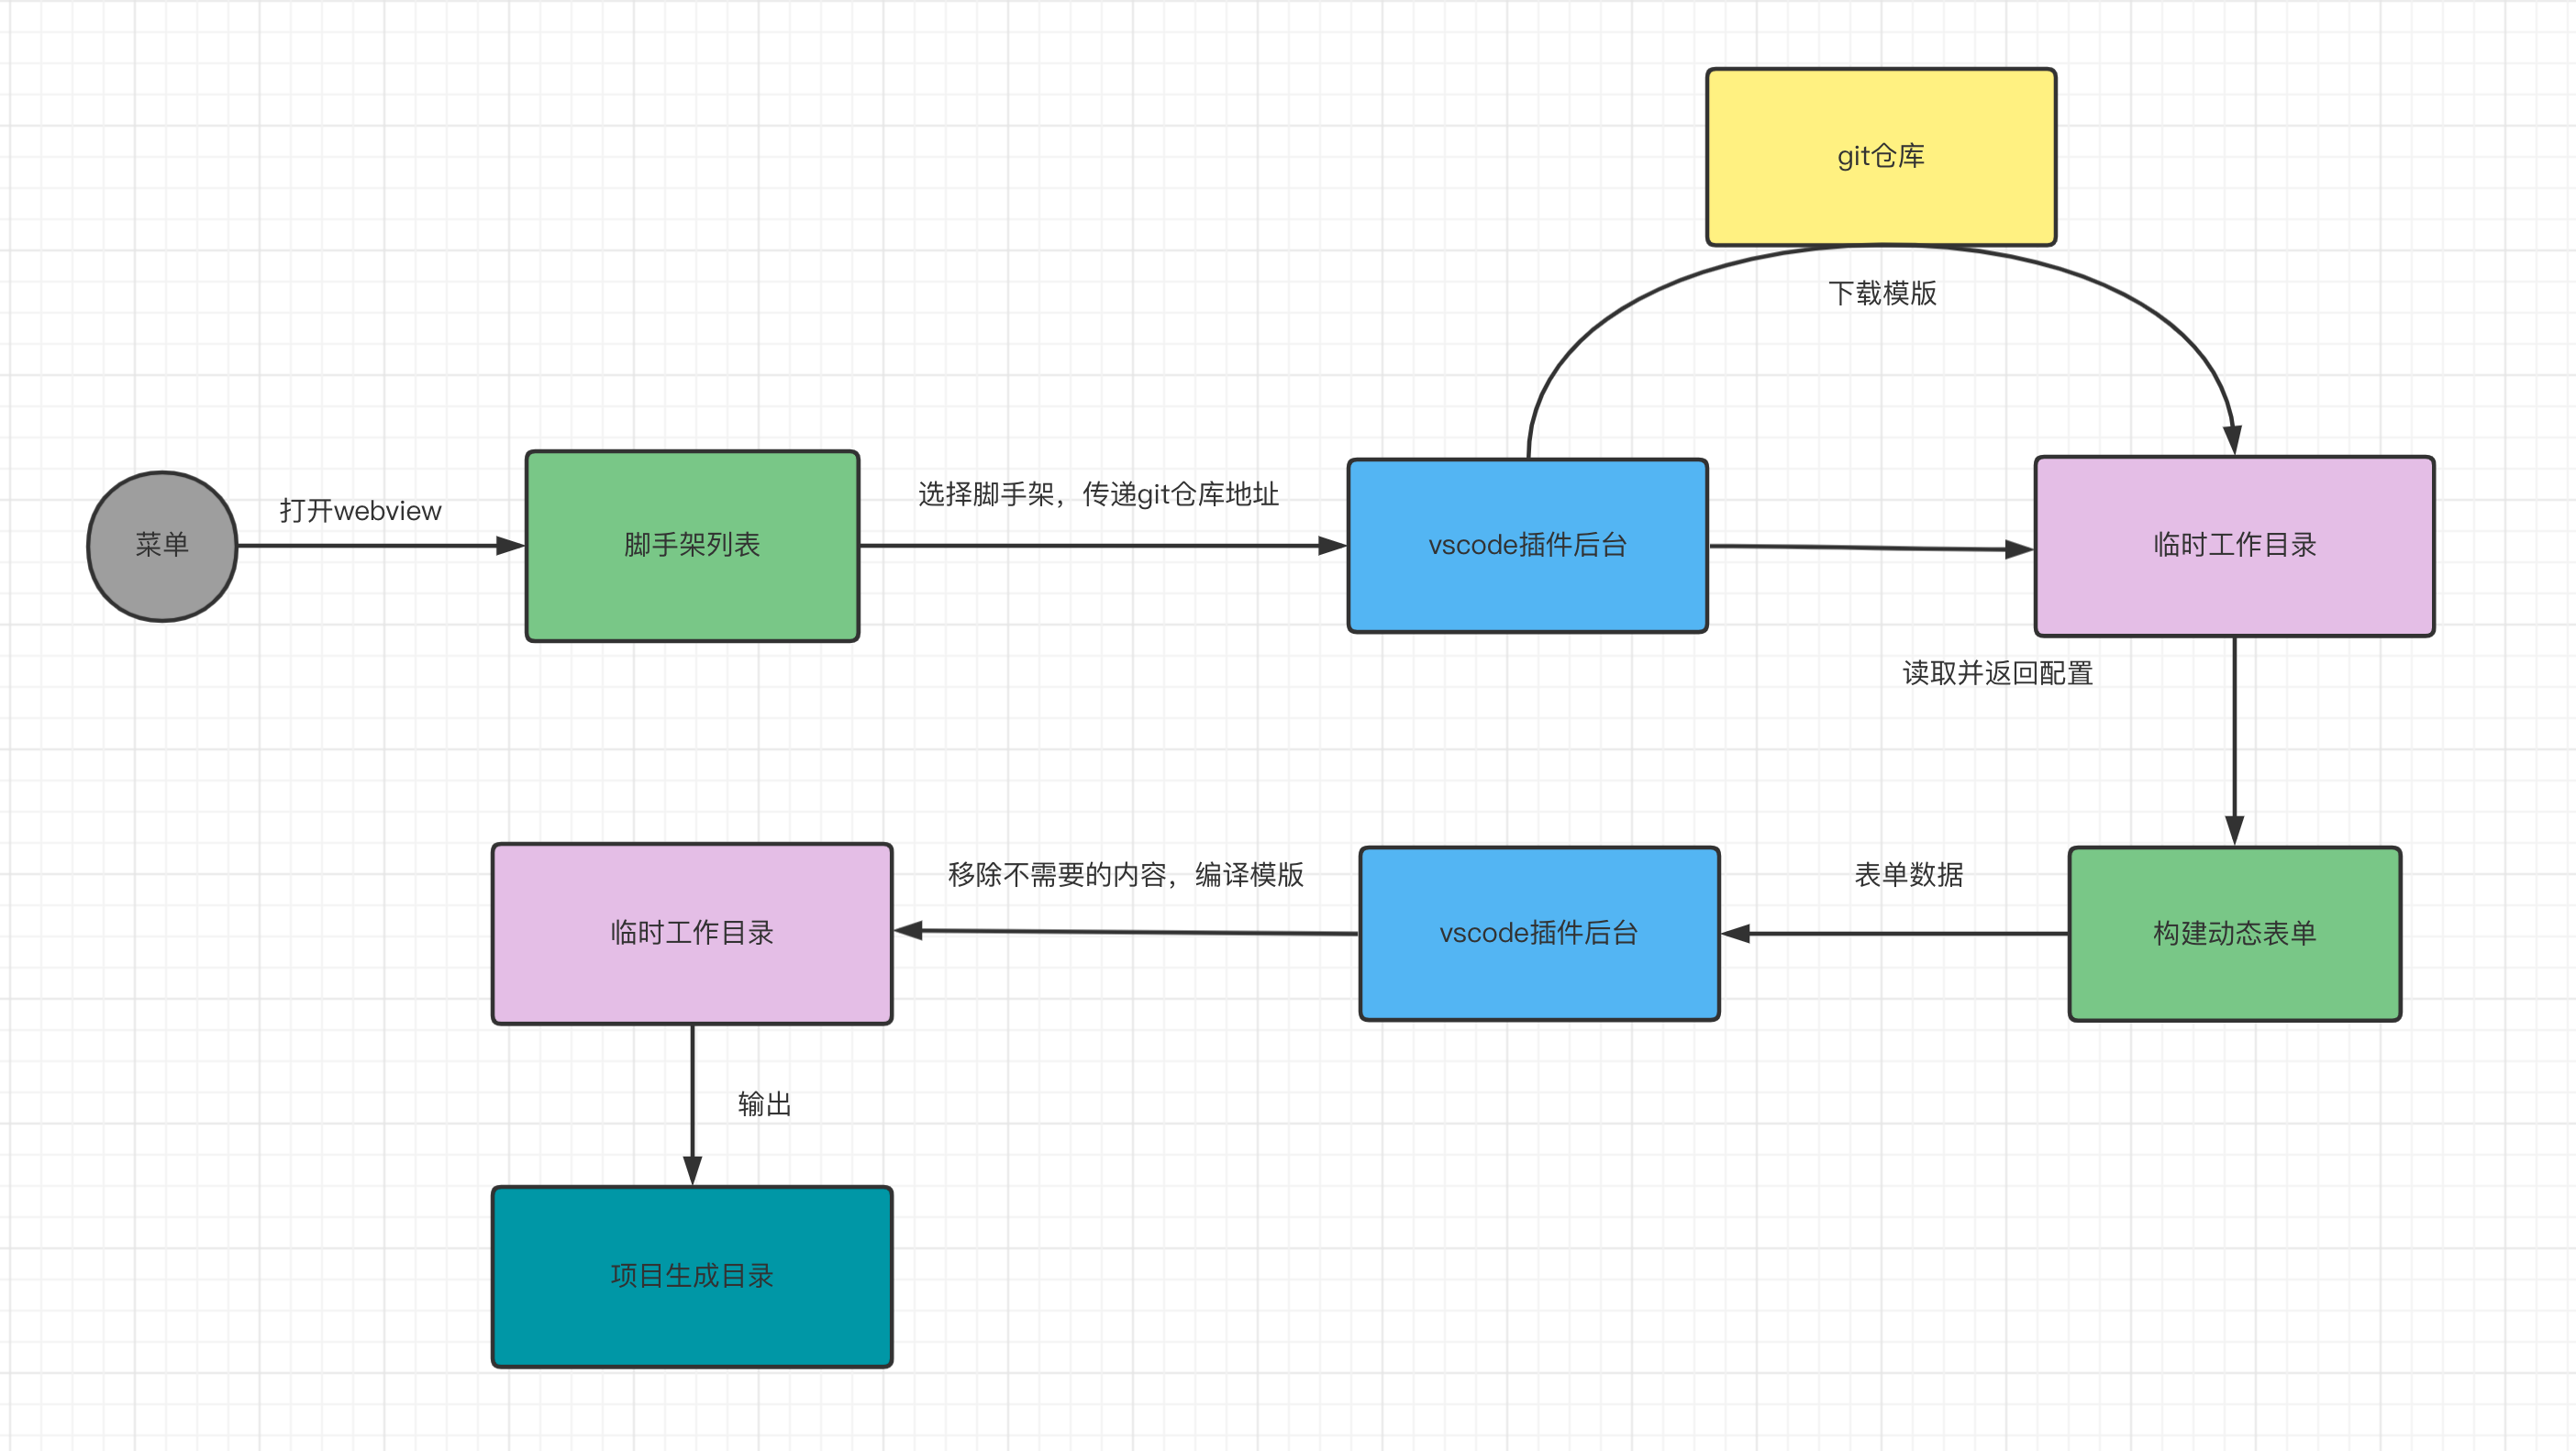 git仓库
下载模版
菜单
打开webview
脚手架列表
选择脚手架，传递git仓库地址
vscode插件后台
临时工作目录
读取并返回配置
临时工作目录
移除不需要的内容，编译模版
vscode插件后台
表单数据
构建动态表单
输出
项目生成目录